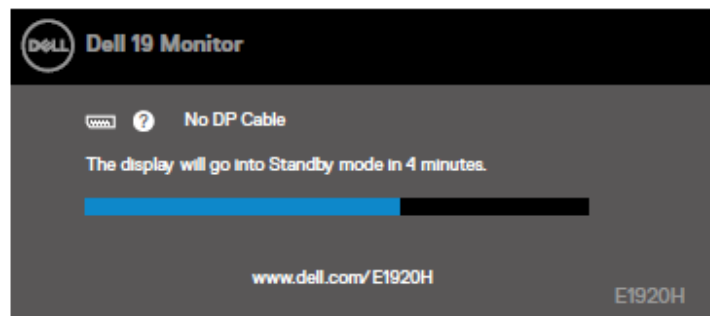 DELL Dell 19 Monitor
? No DP Cable
The display will go into Standby mode in 4 minutes.
www.dell.com/E1920H
E1920H